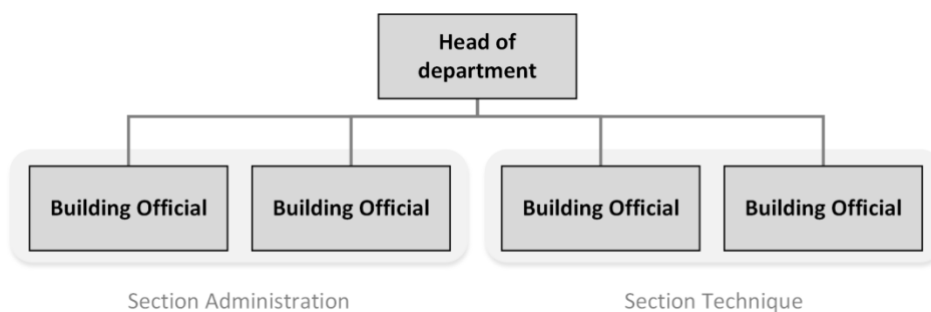 Head of
department
Building Official
Building Official
Building Official
Building Official
Section Administration
Section Technique